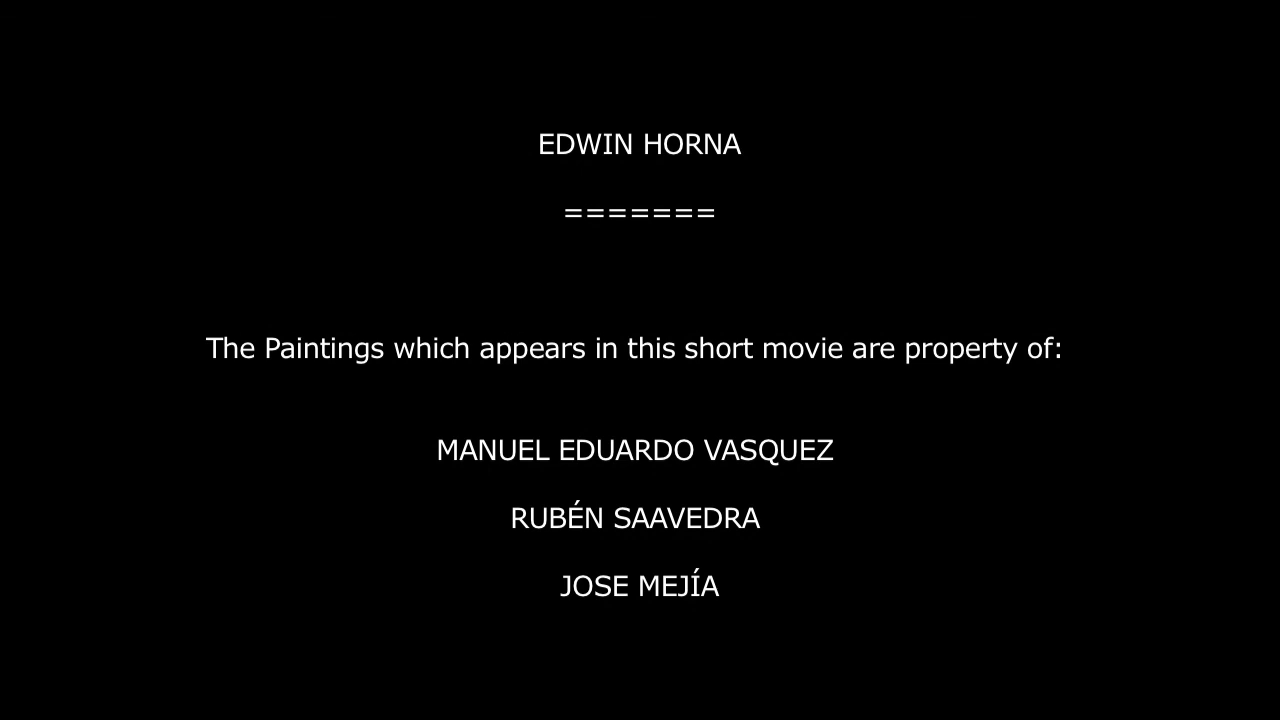 EDWIN HORNA
=======
The Paintings which appears in this short movie are property of:
MANUEL EDUARDO VASQUEZ
RUBÉN SAAVEDRA
JOSE MEJÍA